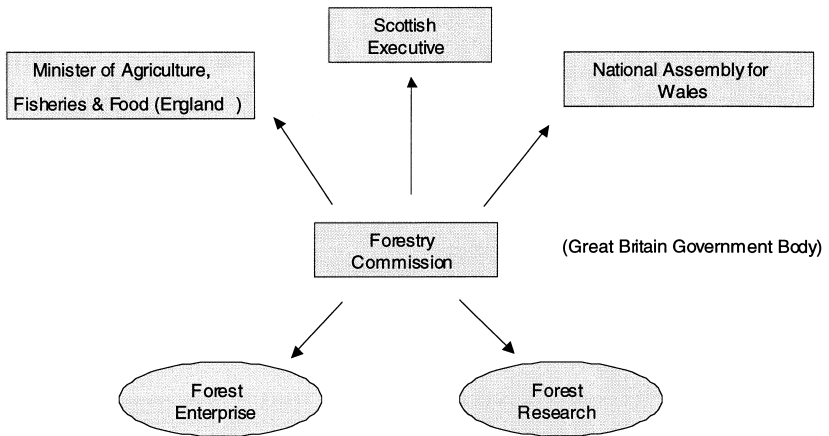 Scottish
Executive
Minister of Agriculture,
Fisheries & Food (England )
National Assembly for
Wales
Forestry
Commission
(Great Britain Government Body)
Forest
Enterprise
Forest
Research